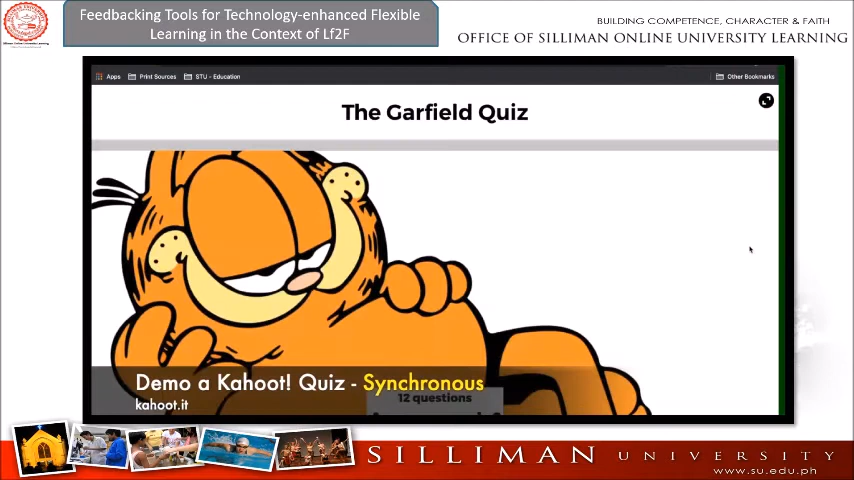 Feedbacking Tools for Technology-enhanced Flexible
Learning in the Context of Lf2F
BUILDING COMPETENCE, CHARACTER & FAITH
OFFICE OF SILLIMAN ONLINE UNIVERSITY LEARNING
Apps Print Sources STU - Education Other Bookmarks
The Garfield Quiz
Demo a Kahoot! Quiz - Synchronous
12 questions
kahoot.it
SILLIMAN UNIVERSITY
www.su.edu.ph